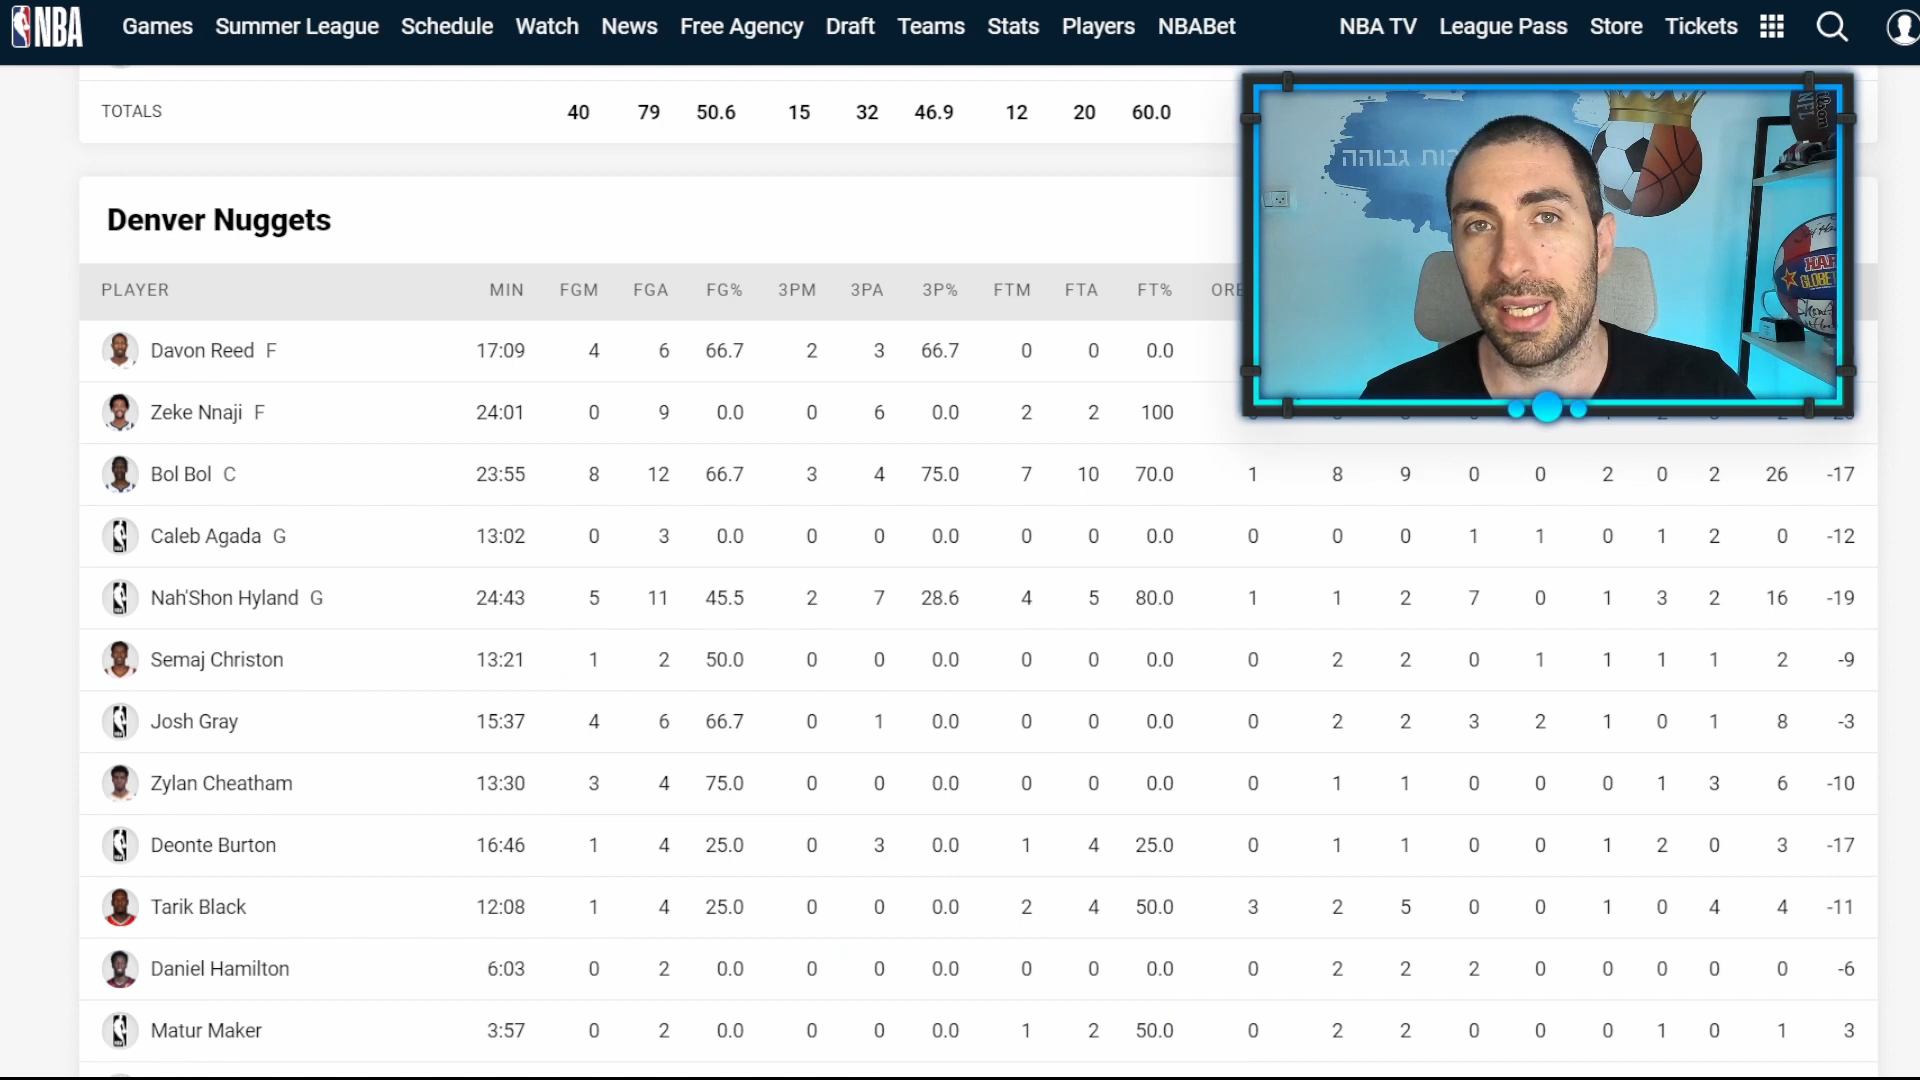 NBA Games Summer League Schedule Watch News Free Agency Draft Teams Stats Players NBABet NBA TV League Pass Store Tickets
TOTALS 40 79 50.6 15 32 46.9 12 20 60.0
גבוהה
Denver Nuggets
PLAYER MIN FGM FGA FG% 3PM 3PA 3P% FTM FTA FT%
Davon Reed F 17:09 4 6 66.7 2 3 66.7 0 0 0.0
Zeke Nnaji F 24:01 0 9 0.0 0 6 0.0 2 2 100
Bol Bol C 23:55 8 12 66.7 3 4 75.0 7 10 70.0 1 8 9 0 0 2 0 2 26 -17
Caleb Agada G 13:02 0 3 0.0 0 0 0.0 0 0 0.0 0 0 0 1 1 0 1 2 0 -12
Nah'Shon Hyland G 24:43 5 11 45.5 2 7 28.6 4 5 80.0 1 1 2 7 0 1 3 2 16 -19
Semaj Christon 13:21 1 2 50.0 0 0 0.0 0 0 0.0 0 2 2 0 1 1 1 1 2 -9
Josh Gray 15:37 4 6 66.7 0 1 0.0 0 0 0.0 0 2 2 3 2 1 0 1 8 -3
Zylan Cheatham 13:30 3 4 75.0 0 0 0.0 0 0 0.0 0 1 1 0 0 0 1 3 6 -10
Deonte Burton 16:46 1 4 25.0 0 3 0.0 1 4 25.0 0 1 1 0 0 1 2 0 3 -17
Tarik Black 12:08 1 4 25.0 0 0 0.0 2 4 50.0 3 2 5 0 0 1 0 4 4 -11
Daniel Hamilton 6:03 0 2 0.0 0 0 0.0 0 0 0.0 0 2 2 2 0 0 0 0 0 -6
Matur Maker 3:57 0 2 0.0 0 0 0.0 1 2 50.0 0 2 2 0 0 0 1 0 1 3